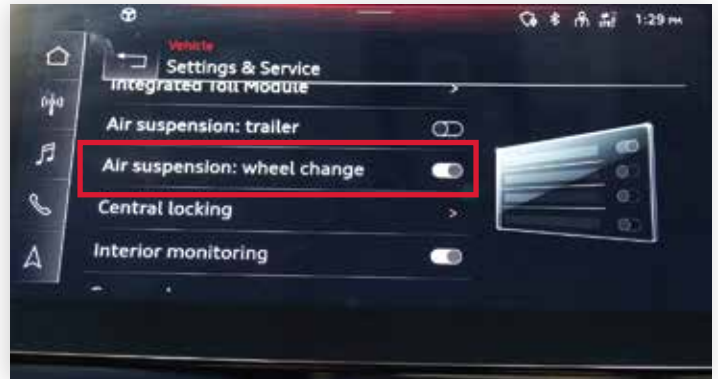 1:29 PM
Vehicle
Settings & Service
Integrated Toll Module
Air suspension: trailer
Air suspension: wheel change
Central locking
Interior monitoring